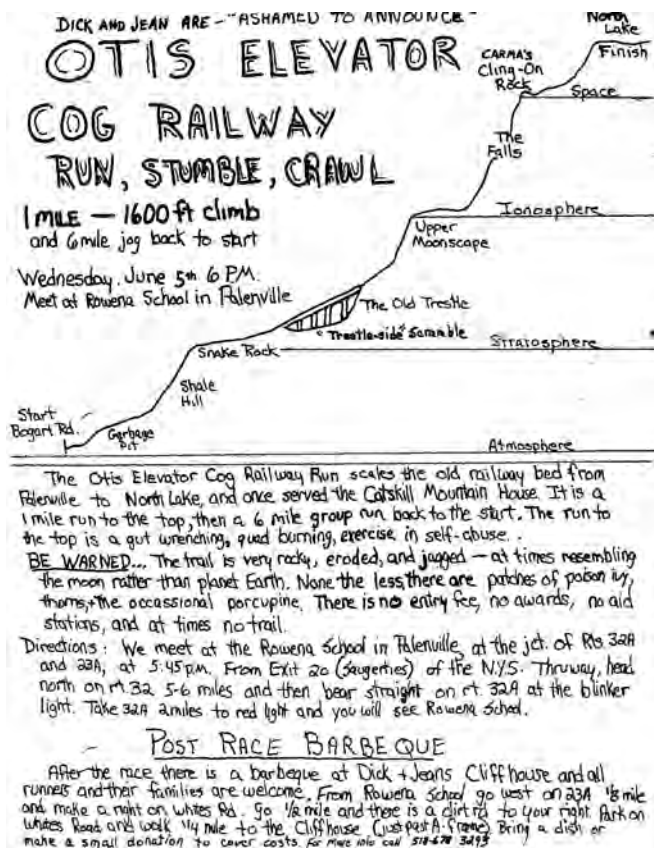 DICK AND JEAN ARE - "ASHAMED TO ANNOUNCE"
OTIS ELEVATOR
COG RAILWAY
RUN, STUMBLE, CRAWL
1 MILE — 1600 ft climb
and 6 mile jog back to start
Wednesday. June 5th 6 P.M.
Meet at Rowena School in Palenville
North
Lake
Finish
CARMA'S
Cling-On
Rock
Space
The
Falls
Ionosphere
Upper
Moonscape
The Old Trestle
"Trestle-side" Scramble
Stratosphere
Snake Rock
Shale
Hill
Start
Bogart Rd.
Garbage
Pit
Atmosphere
The Otis Elevator Cog Railway Run scales the old railway bed from
Palenville to North Lake, and once served the Catskill Mountain House. It is a
1 mile run to the top, then a 6 mile group run back to the start. The run to
the top is a gut wrenching, quad burning, exercise in self-abuse..
BE WARNED... The trail is very rocky, eroded, and jagged — at times resembling
the moon rather than planet Earth. None the less, there are patches of poison ivy,
thorns, + the occassional porcupine. There is no entry fee, no awards, no aid
stations, and at times no trail.
Directions: We meet at the Rowena School in Palenville, at the jct. of Rts. 32A
and 23A, at 5:45 p.m. From Exit 20 (Saugerties) of the N.Y.S. Thruway, head
north on rt. 32 5-6 miles and then bear straight on rt. 32A at the blinker
light. Take 32A 2 miles to red light and you will see Rowena School.
POST RACE BARBEQUE
After the race there is a barbeque at Dick + Jeans Cliffhouse and all
runners and their families are welcome. From Rowena School go west on 23A 1/8 mile
and make a right on Whites Rd. Go 1/2 mile and there is a dirt rd to your right. Park on
Whites Road and walk 1/4 mile to the Cliffhouse (just past A-frame). Bring a dish or
make a small donation to cover costs. For more info call 518-678 3293